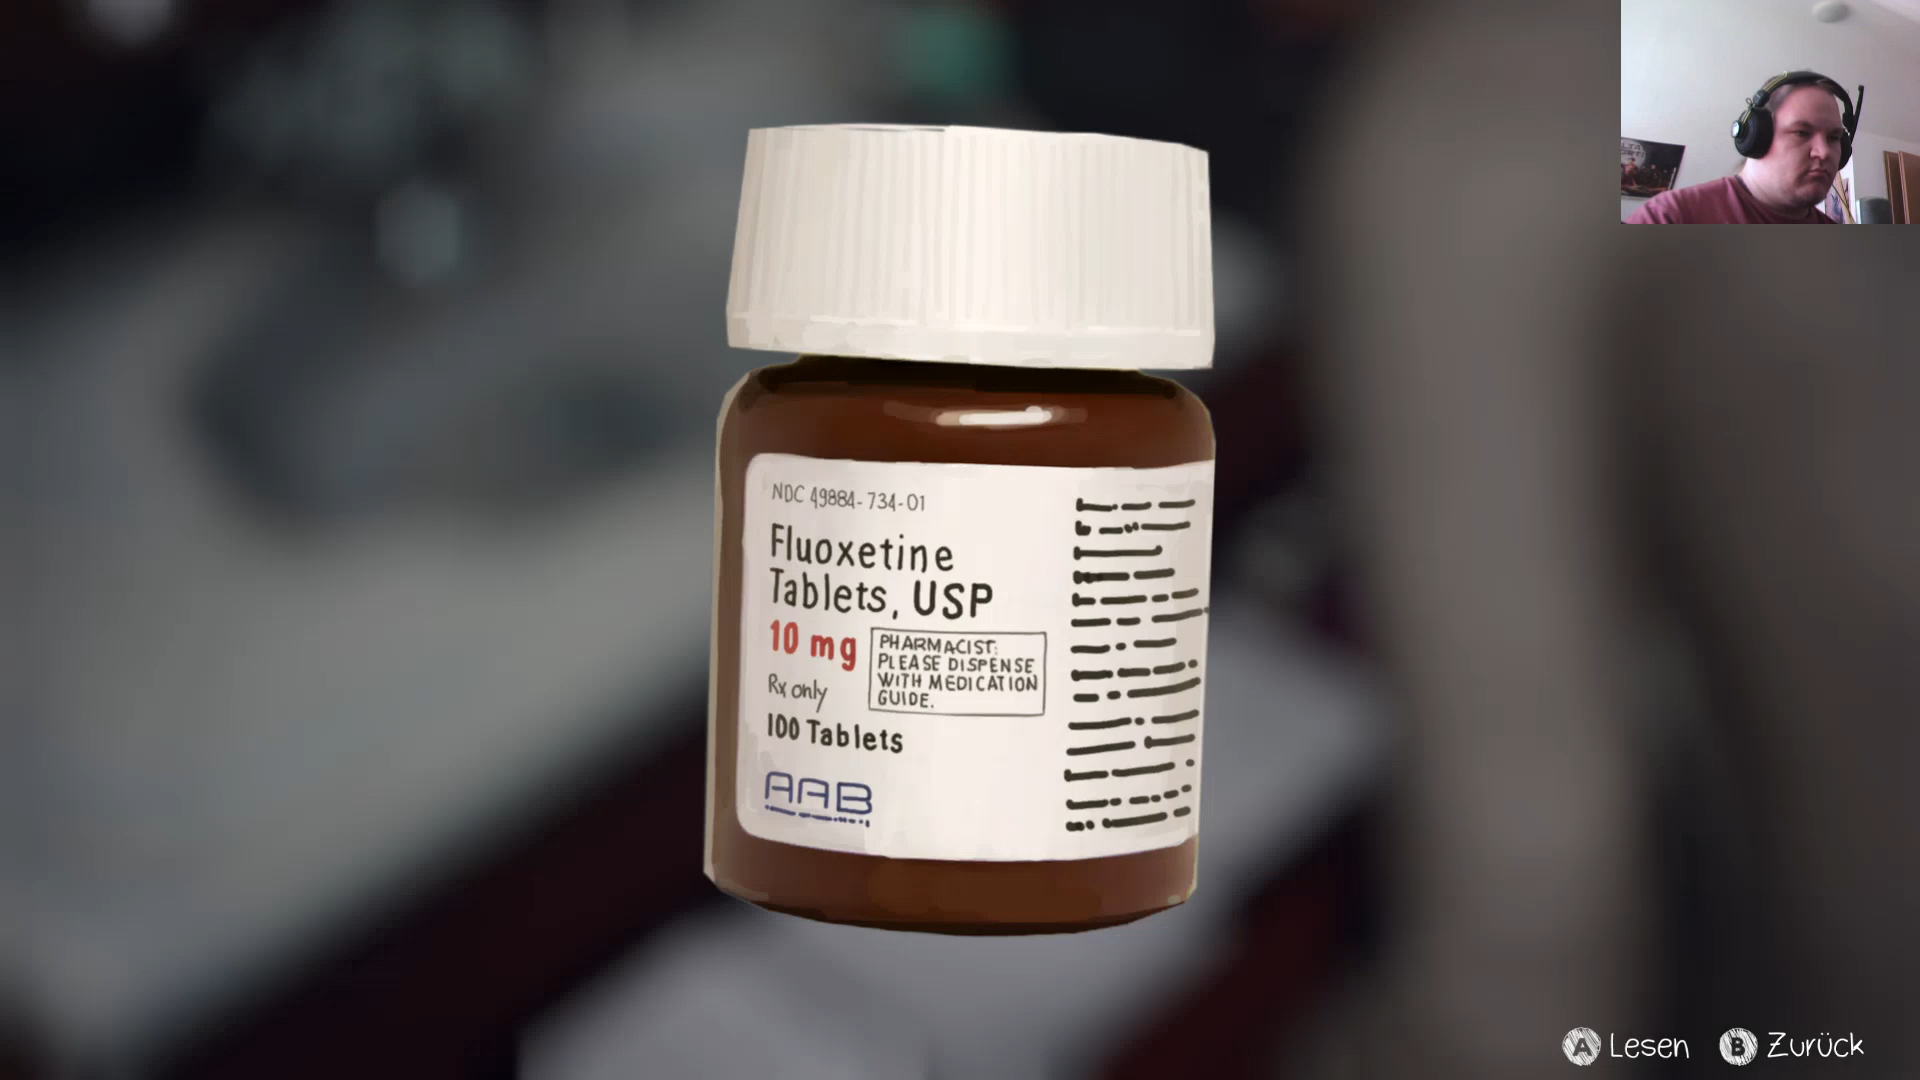 NDC 49884-734-01
Fluoxetine
Tablets, USP
10 mg
PHARMACIST:
PLEASE DISPENSE
WITH MEDICATION
GUIDE.
Rx only
100 Tablets
AAB
A Lesen B Zurück